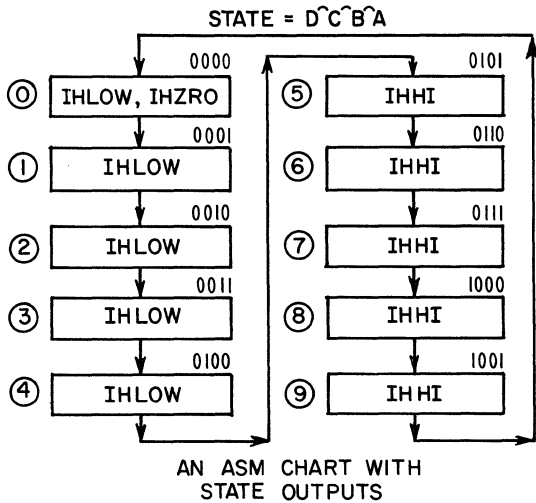 STATE = D^C^B^A
0000
0 IHLOW, IHZRO
0001
1 IHLOW
0010
2 IHLOW
0011
3 IHLOW
0100
4 IHLOW
0101
5 IHHI
0110
6 IHHI
0111
7 IHHI
1000
8 IHHI
1001
9 IHHI
AN ASM CHART WITH
STATE OUTPUTS